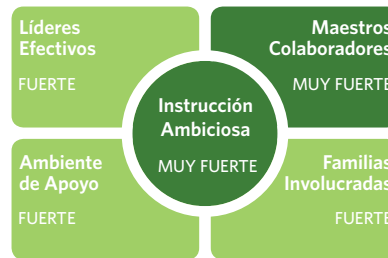 Líderes
Efectivos
FUERTE
Maestros
Colaboradores
MUY FUERTE
Instrucción
Ambiciosa
MUY FUERTE
Ambiente
de Apoyo
FUERTE
Familias
Involucradas
FUERTE